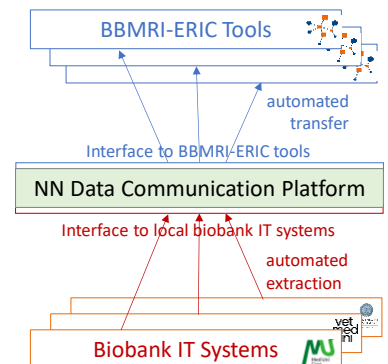 BBMRI-ERIC Tools
automated
transfer
Interface to BBMRI-ERIC tools
NN Data Communication Platform
Interface to local biobank IT systems
automated
extraction
vet
med
uni
Biobank IT Systems